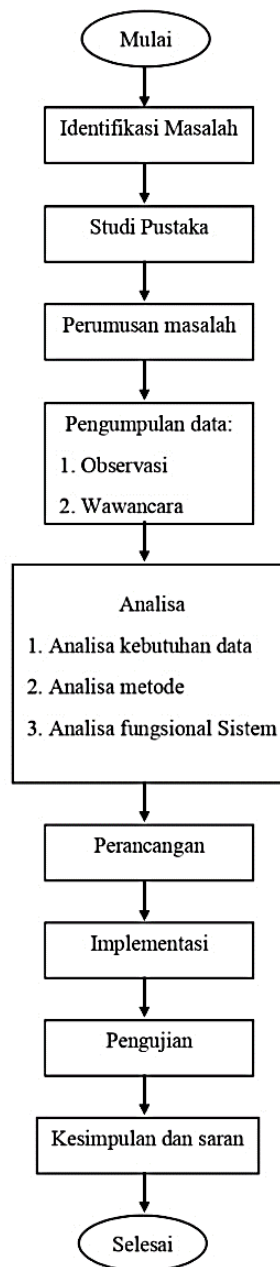 Mulai
Identifikasi Masalah
Studi Pustaka
Perumusan masalah
Pengumpulan data:
1. Observasi
2. Wawancara
Analisa
1. Analisa kebutuhan data
2. Analisa metode
3. Analisa fungsional Sistem
Perancangan
Implementasi
Pengujian
Kesimpulan dan saran
Selesai